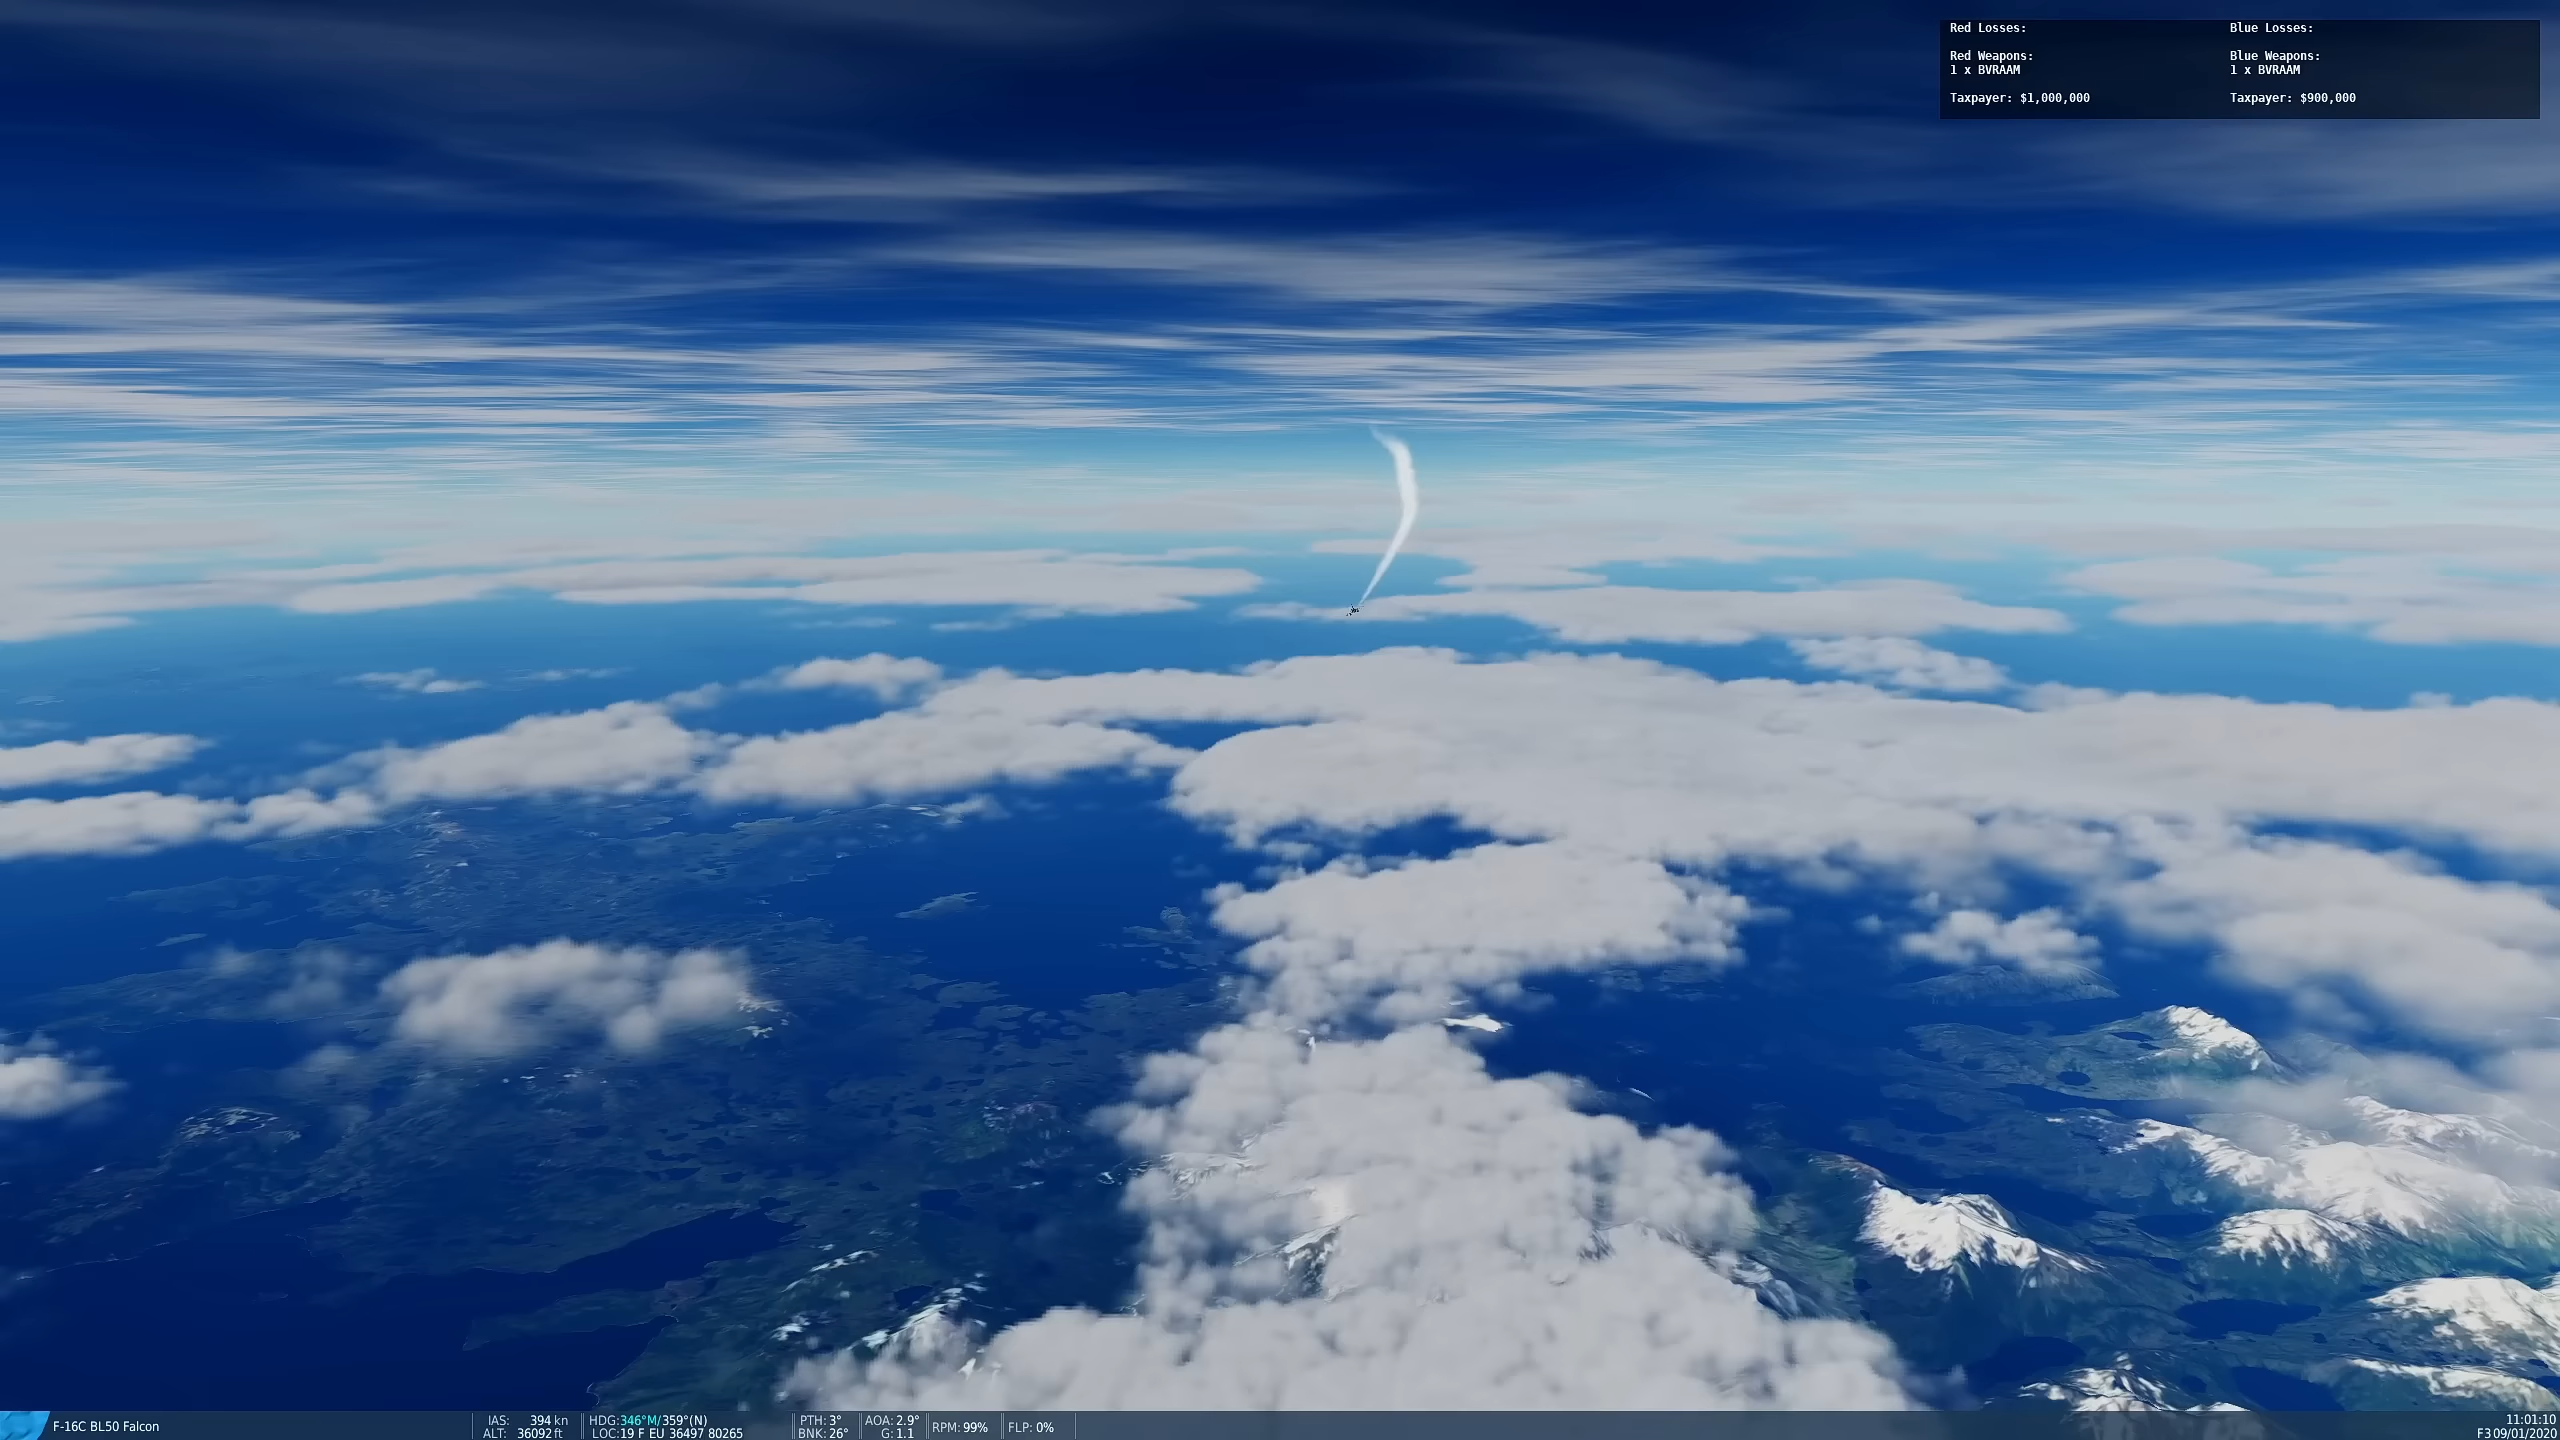 Red Losses:
Blue Losses:
Red Weapons:
Blue Weapons:
1 x BVRAAM
1 x BVRAAM
Taxpayer: $1,000,000
Taxpayer: $900,000
F-16C BL50 Falcon
IAS: 394 kn
ALT: 36092 ft
HDG:346°M/359°(N)
LOC:19 F EU 36497 80265
PTH: 3°
BNK: 26°
AOA: 2.9°
G: 1.1
RPM: 99%
FLP: 0%
11:01:10
F3 09/01/2020